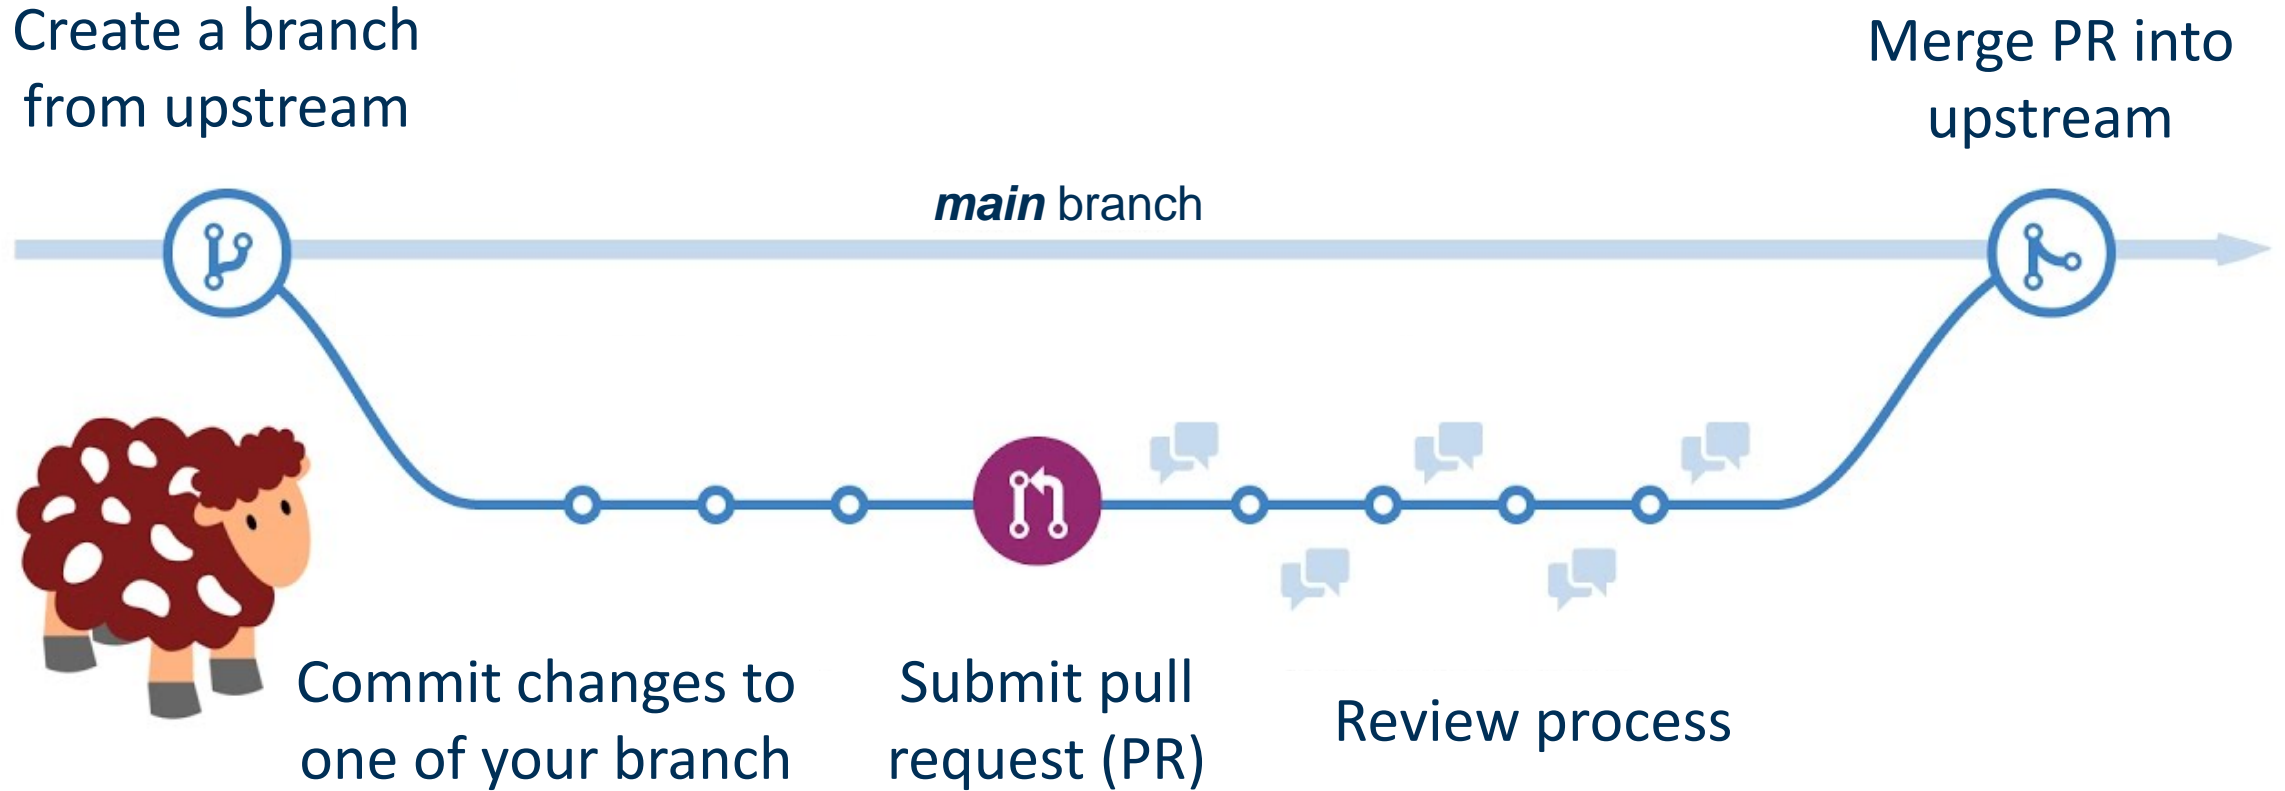 Create a branch
from upstream
Merge PR into
upstream
main branch
Commit changes to
one of your branch
Submit pull
request (PR)
Review process